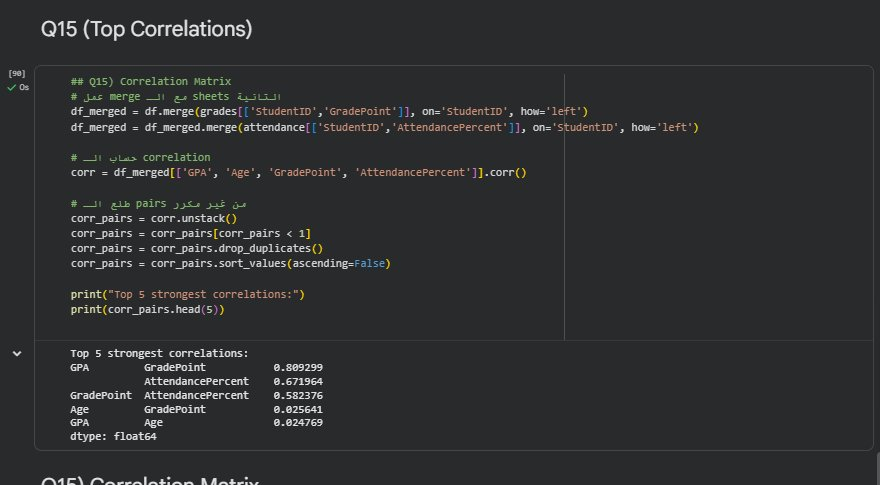 Q15 (Top Correlations)
[90]
0s
## Q15) Correlation Matrix
# عمل merge مع الـ sheets التانية
df_merged = df.merge(grades[['StudentID','GradePoint']], on='StudentID', how='left')
df_merged = df_merged.merge(attendance[['StudentID','AttendancePercent']], on='StudentID', how='left')
# حساب الـ correlation
corr = df_merged[['GPA', 'Age', 'GradePoint', 'AttendancePercent']].corr()
# طلع الـ pairs من غير مكرر
corr_pairs = corr.unstack()
corr_pairs = corr_pairs[corr_pairs < 1]
corr_pairs = corr_pairs.drop_duplicates()
corr_pairs = corr_pairs.sort_values(ascending=False)
print("Top 5 strongest correlations:")
print(corr_pairs.head(5))
Top 5 strongest correlations:
GPA GradePoint 0.809299
AttendancePercent 0.671964
GradePoint AttendancePercent 0.582376
Age GradePoint 0.025641
GPA Age 0.024769
dtype: float64
Q15) Correlation Matrix